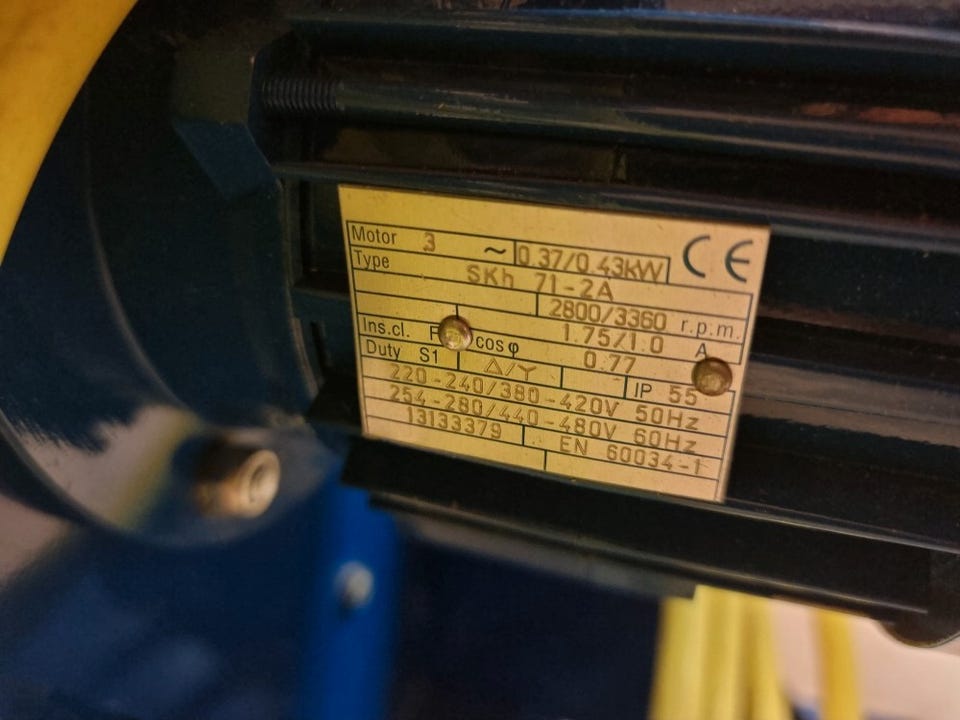 Motor 3 ~ 0.37/0.43kW CE
Type SKh 71-2A
2800/3360 r.p.m.
1.75/1.0 A
Ins.cl. F cosφ 0.77
Duty S1 Δ/Y IP 55
220-240/380-420V 50Hz
254-280/440-480V 60Hz
13133379 EN 60034-1